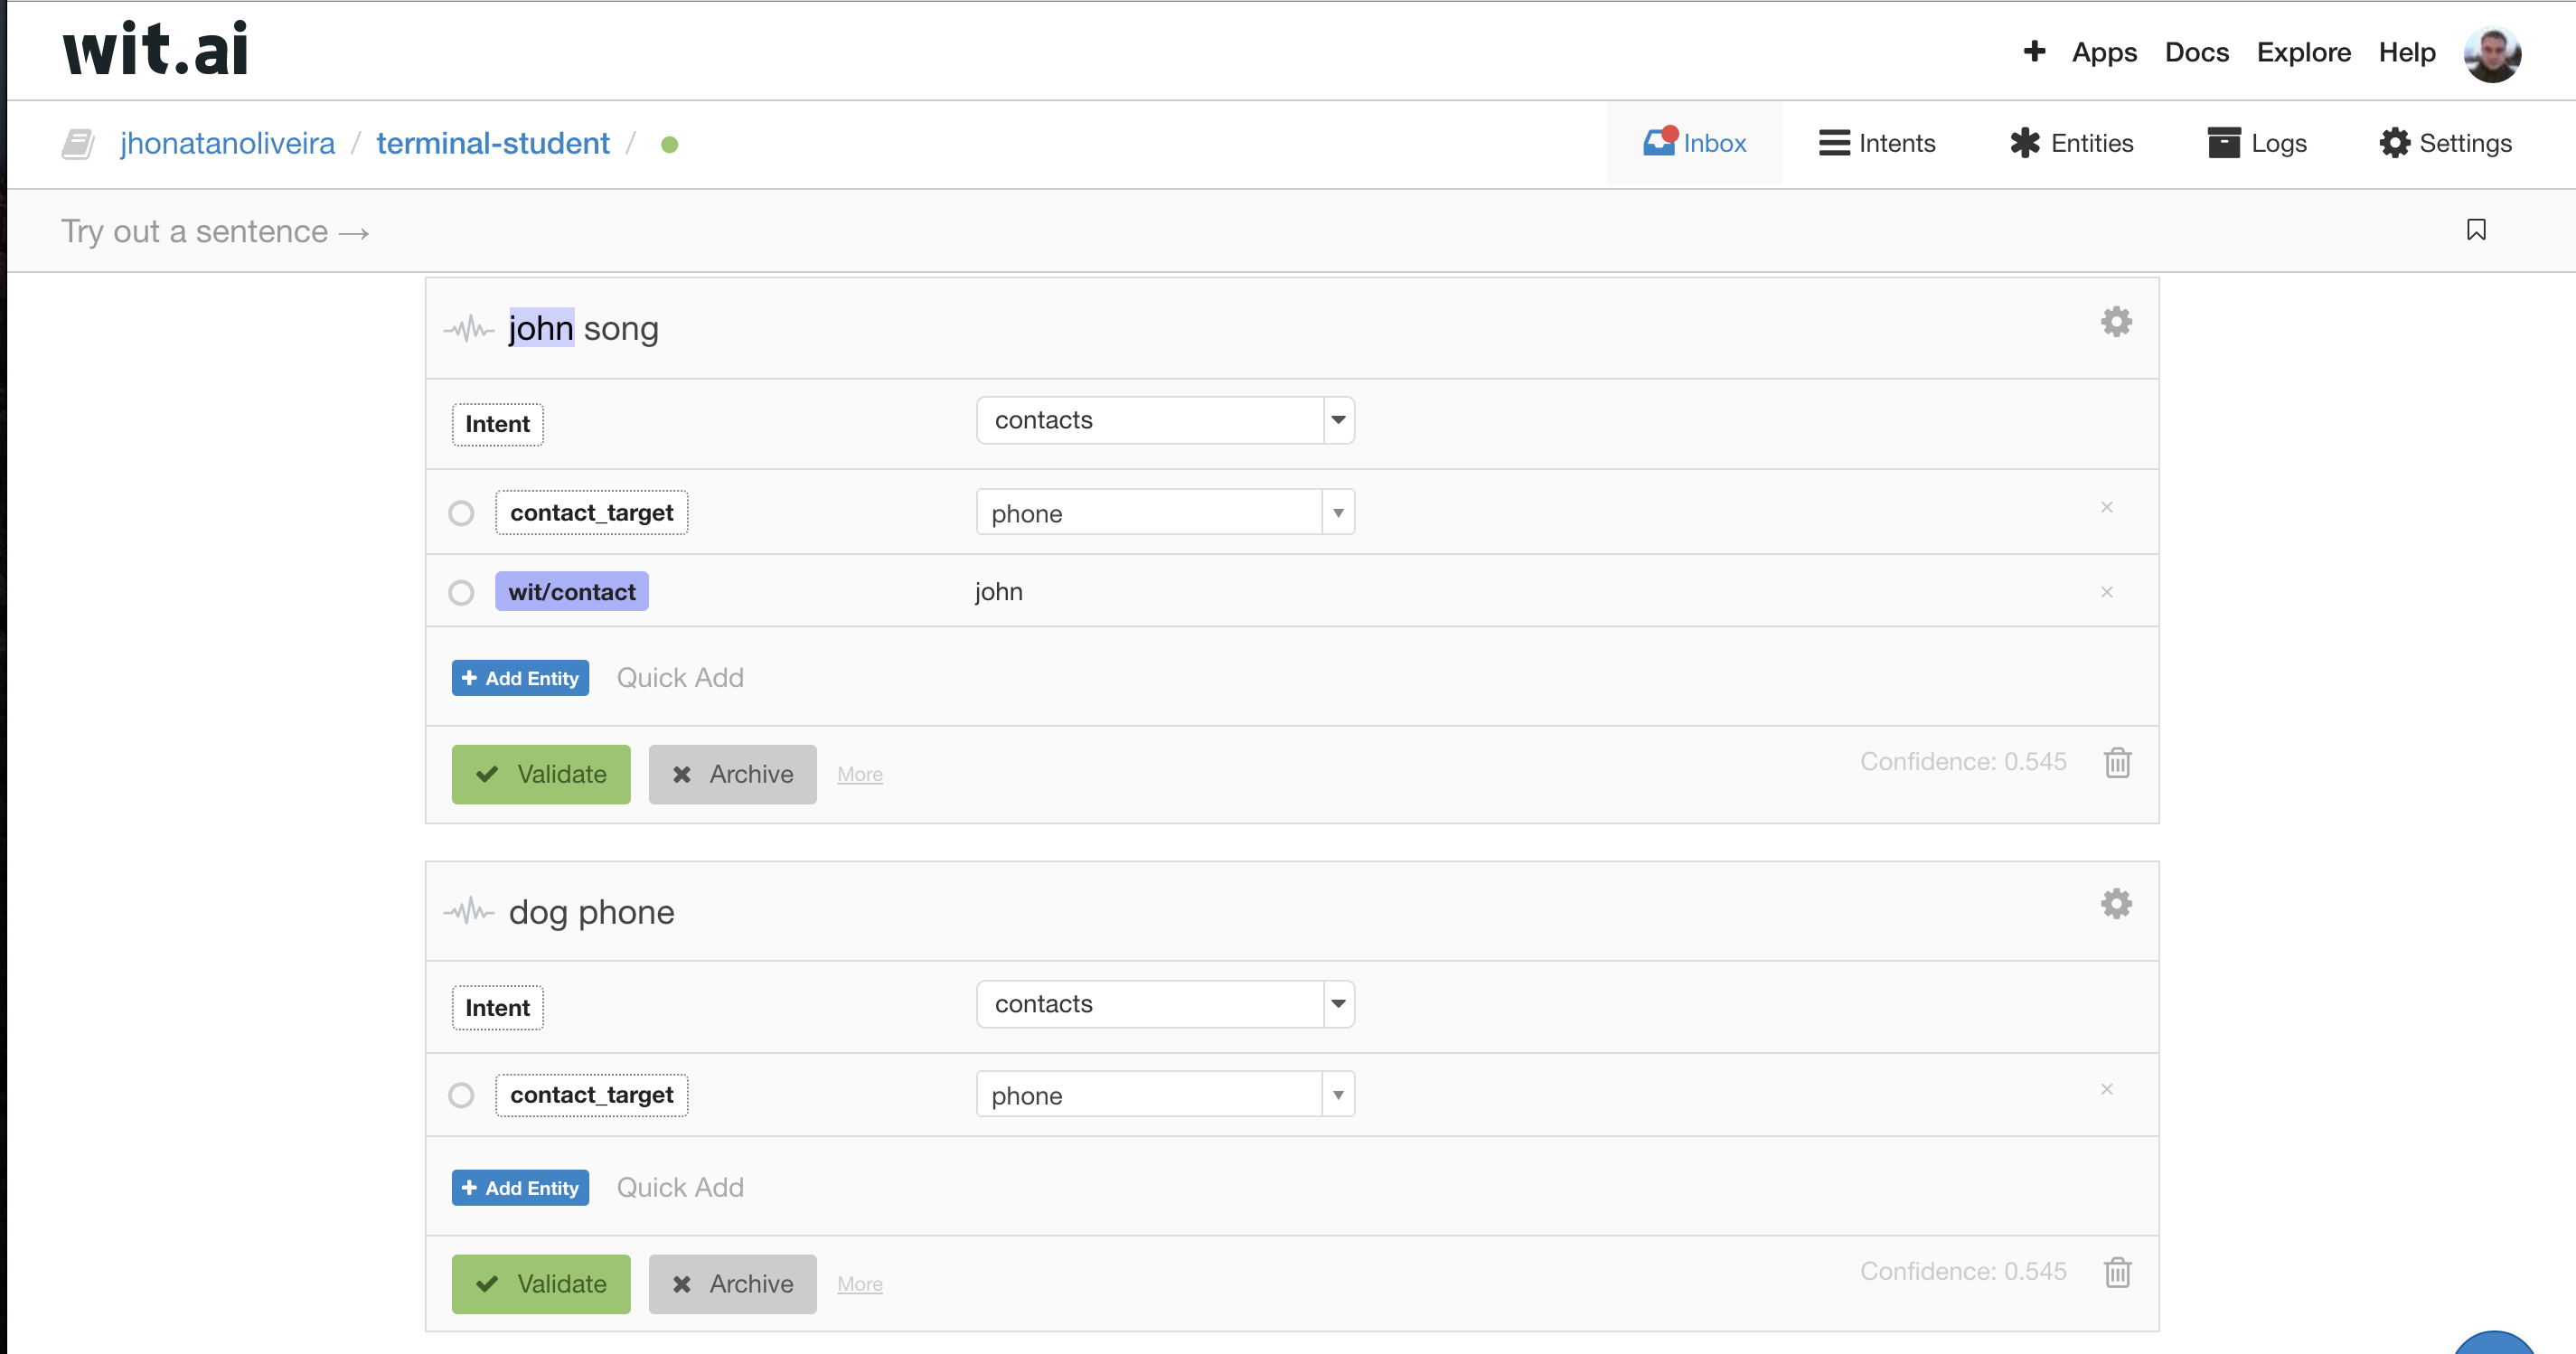 wit.ai
+ Apps Docs Explore Help
jhonatanoliveira / terminal-student /
Inbox Intents Entities Logs Settings
Try out a sentence →
john song
Intent contacts
contact_target phone ×
wit/contact john ×
+ Add Entity Quick Add
Validate Archive More Confidence: 0.545
dog phone
Intent contacts
contact_target phone ×
+ Add Entity Quick Add
Validate Archive More Confidence: 0.545